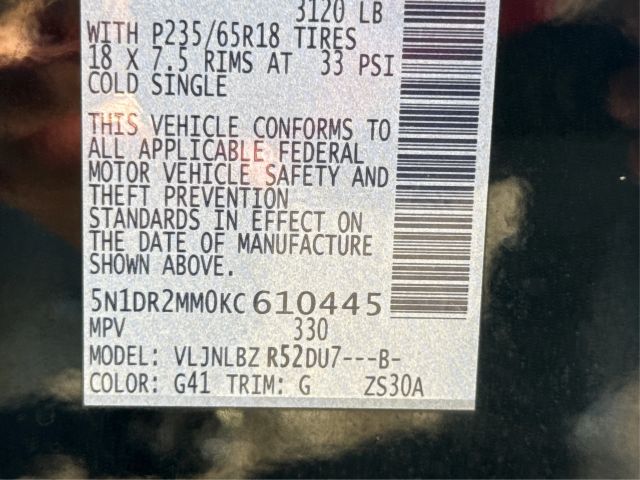 3120 LB
WITH P235/65R18 TIRES
18 X 7.5 RIMS AT 33 PSI
COLD SINGLE
THIS VEHICLE CONFORMS TO
ALL APPLICABLE FEDERAL
MOTOR VEHICLE SAFETY AND
THEFT PREVENTION
STANDARDS IN EFFECT ON
THE DATE OF MANUFACTURE
SHOWN ABOVE.
5N1DR2MM0KC 610445
MPV 330
MODEL: VLJNLBZ R52DU7---B-
COLOR: G41 TRIM: G ZS30A